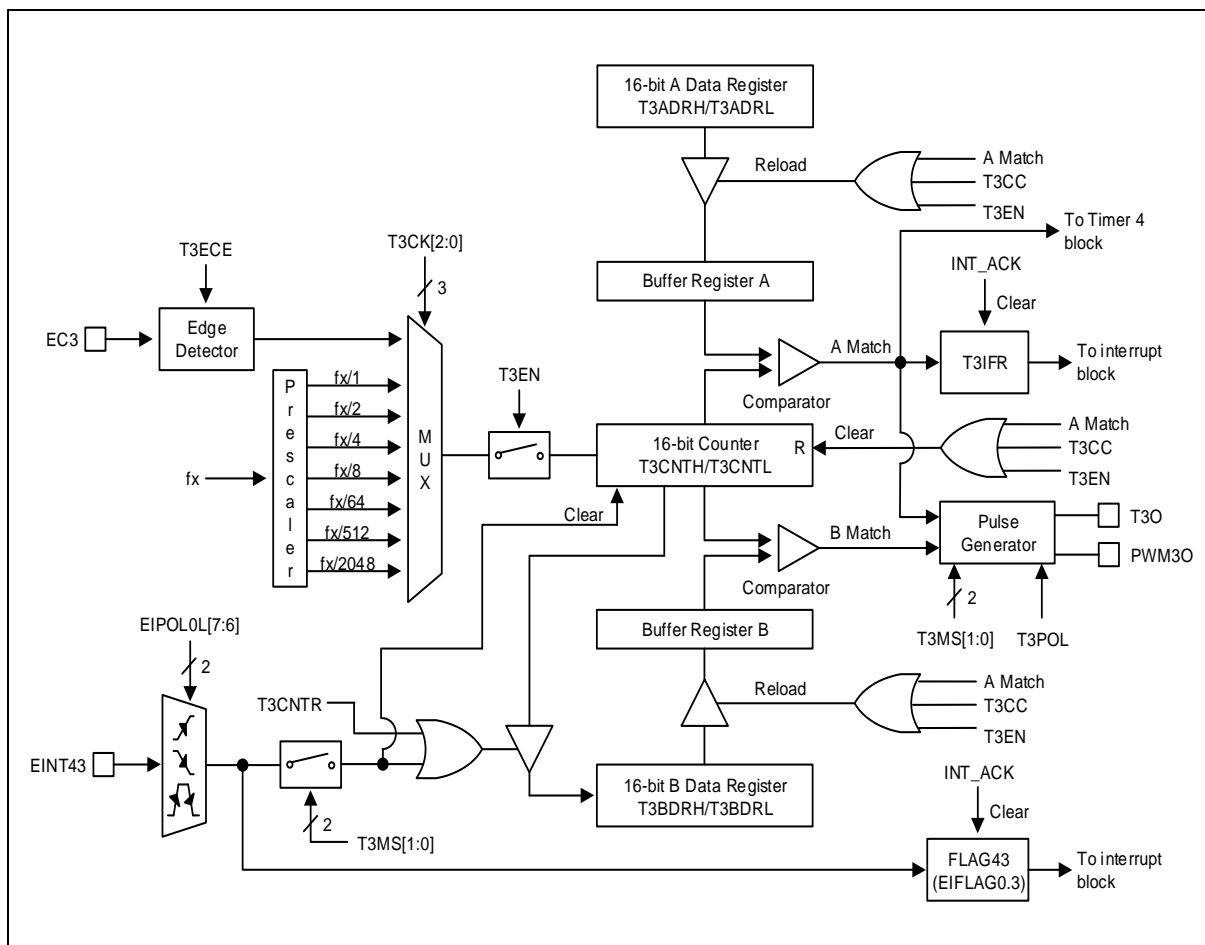 16-bit A Data Register
T3ADRH/T3ADRL
Reload
A Match
T3CC
T3EN
To Timer 4
block
T3ECE
T3CK[2:0]
3
Buffer Register A
INT_ACK
Clear
EC3
Edge
Detector
A Match
T3IFR
To interrupt
block
Comparator
Prescaler
fx/1
fx/2
fx/4
fx/8
fx/64
fx/512
fx/2048
fx
MUX
T3EN
16-bit Counter
T3CNTH/T3CNTL
R
Clear
A Match
T3CC
T3EN
Clear
B Match
Comparator
Pulse
Generator
T3O
PWM3O
2
T3MS[1:0]
T3POL
Buffer Register B
EIPOL0L[7:6]
2
Reload
A Match
T3CC
T3EN
T3CNTR
EINT43
2
T3MS[1:0]
16-bit B Data Register
T3BDRH/T3BDRL
INT_ACK
Clear
FLAG43
(EIFLAG0.3)
To interrupt
block